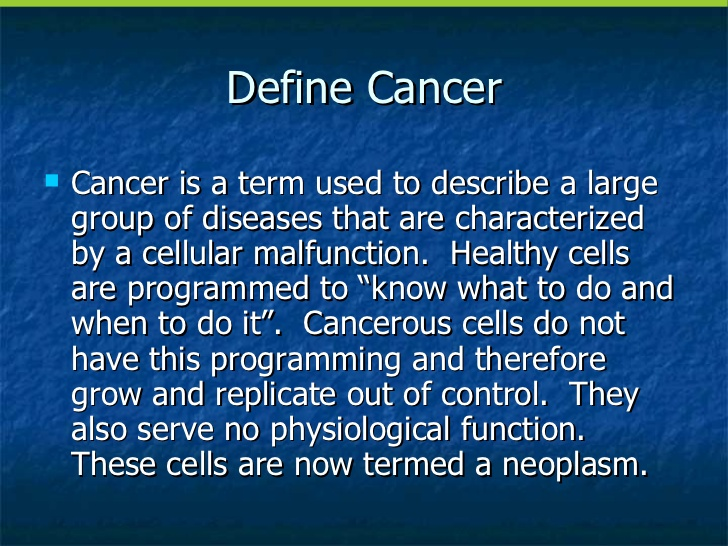 Define Cancer
Cancer is a term used to describe a large
group of diseases that are characterized
by a cellular malfunction.  Healthy cells
are programmed to “know what to do and
when to do it”.  Cancerous cells do not
have this programming and therefore
grow and replicate out of control.  They
also serve no physiological function.
These cells are now termed a neoplasm.